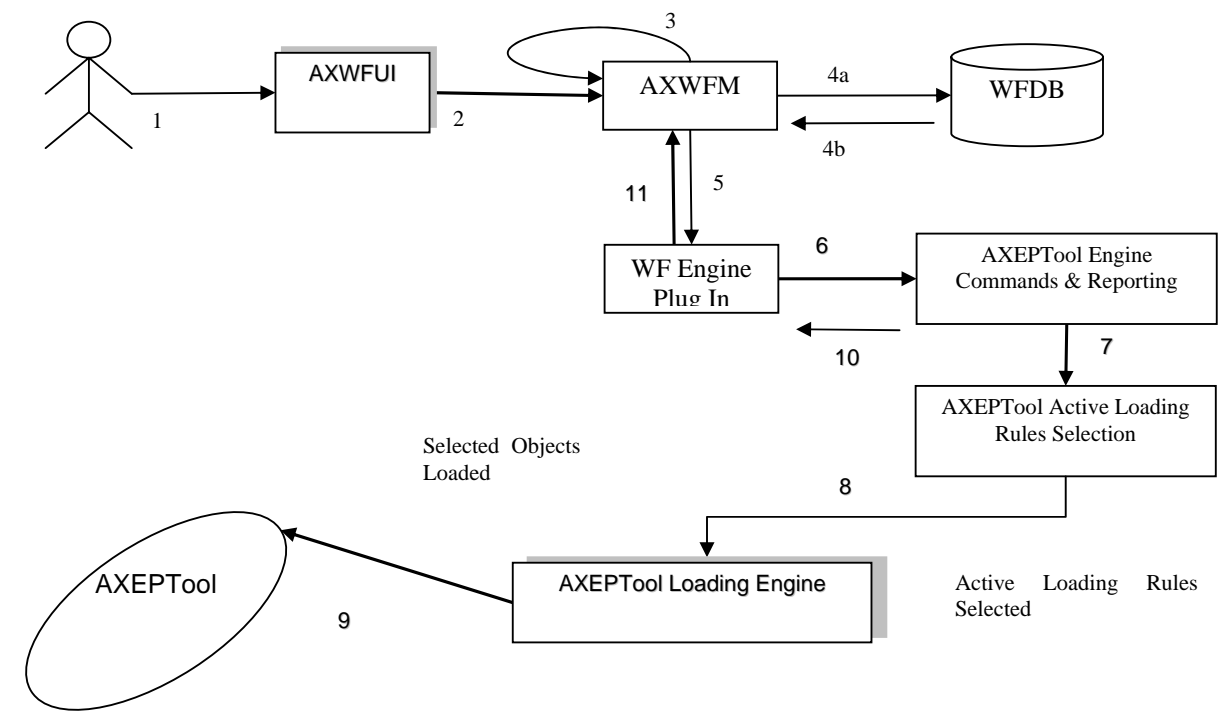 3
AXWFUI
AXWFM
4a
WFDB
1
2
4b
11
5
WF Engine
Plug In
6
AXEPTool Engine
Commands & Reporting
10
7
AXEPTool Active Loading
Rules Selection
Selected Objects
Loaded
8
AXEPTool
9
AXEPTool Loading Engine
Active Loading Rules
Selected